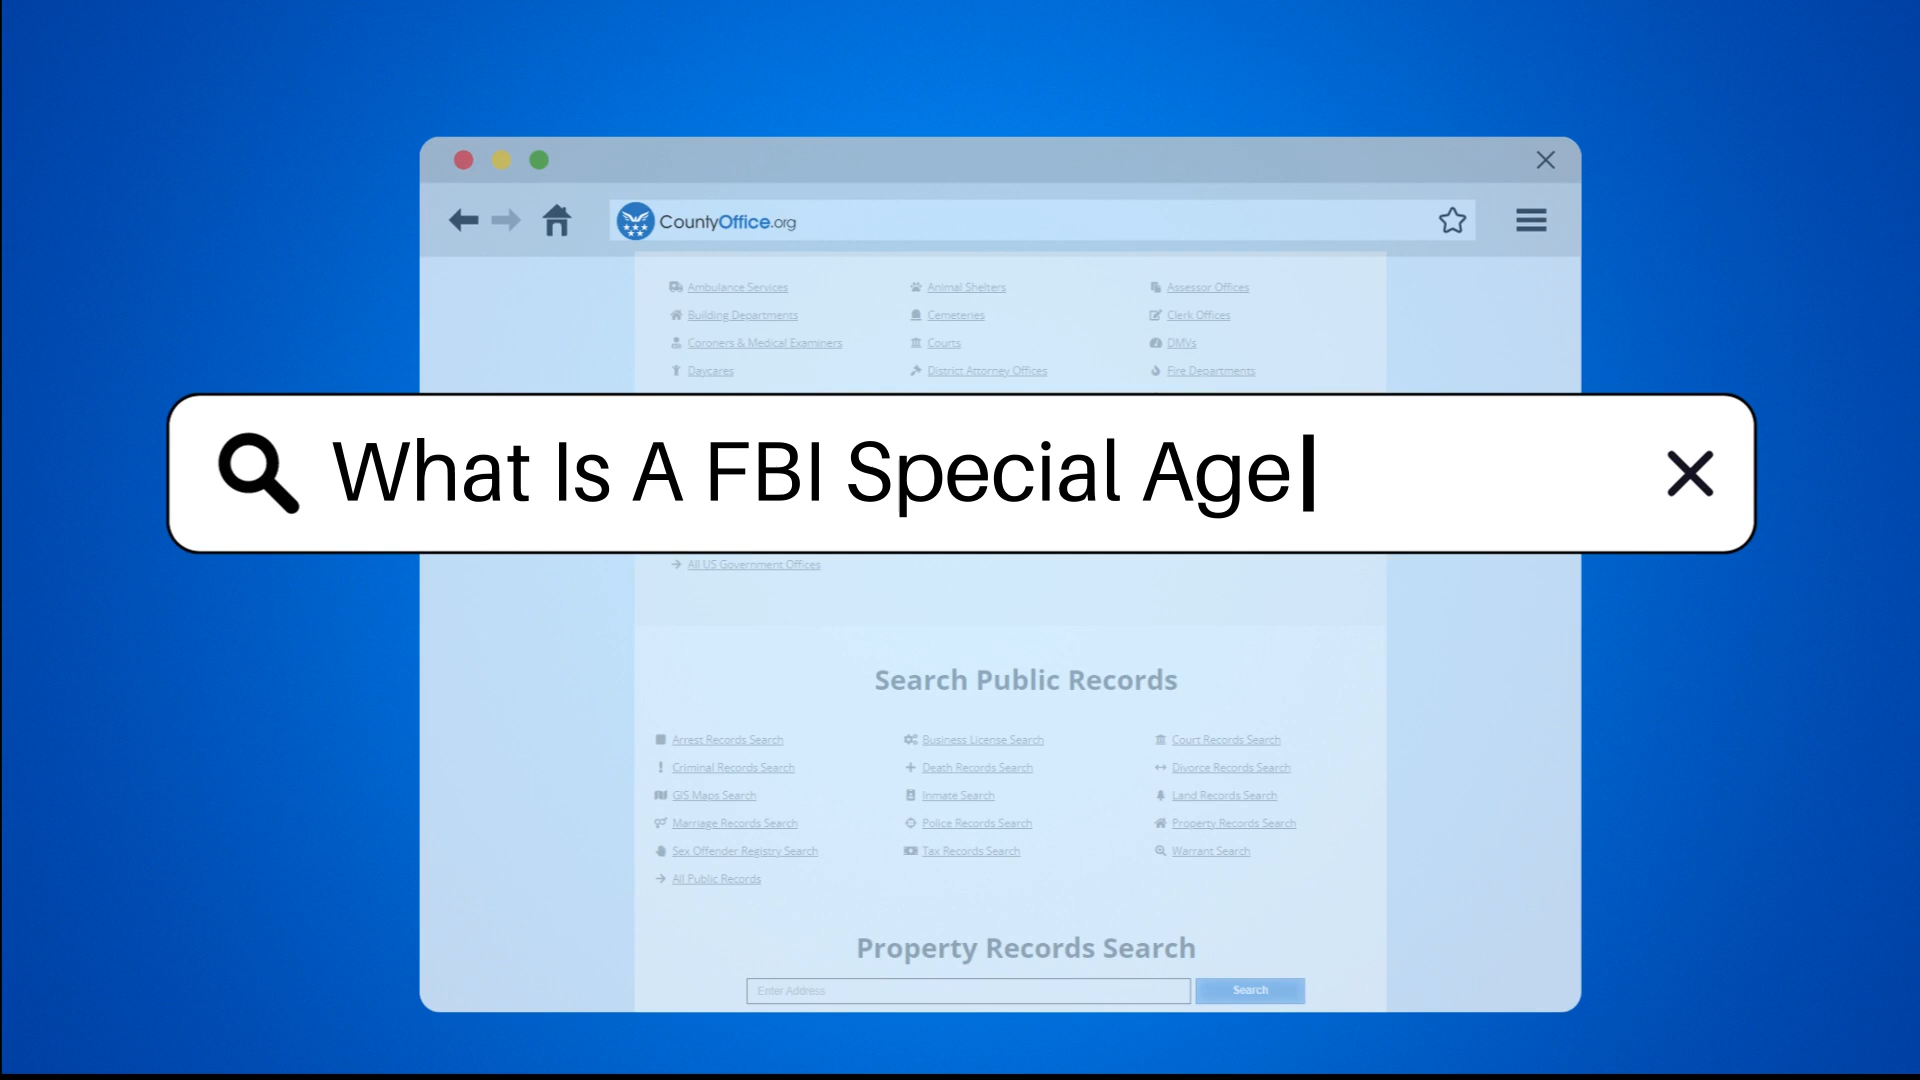 CountyOffice.org
Ambulance Services Animal Shelters Assessor Offices
Building Departments Cemeteries Clerk Offices
Coroners & Medical Examiners Courts DMVs
Daycares District Attorney Offices Fire Departments
What Is A FBI Special Age
All US Government Offices
Search Public Records
Arrest Records Search Business License Search Court Records Search
Criminal Records Search Death Records Search Divorce Records Search
GIS Maps Search Inmate Search Land Records Search
Marriage Records Search Police Records Search Property Records Search
Sex Offender Registry Search Tax Records Search Warrant Search
All Public Records
Property Records Search
Enter Address Search